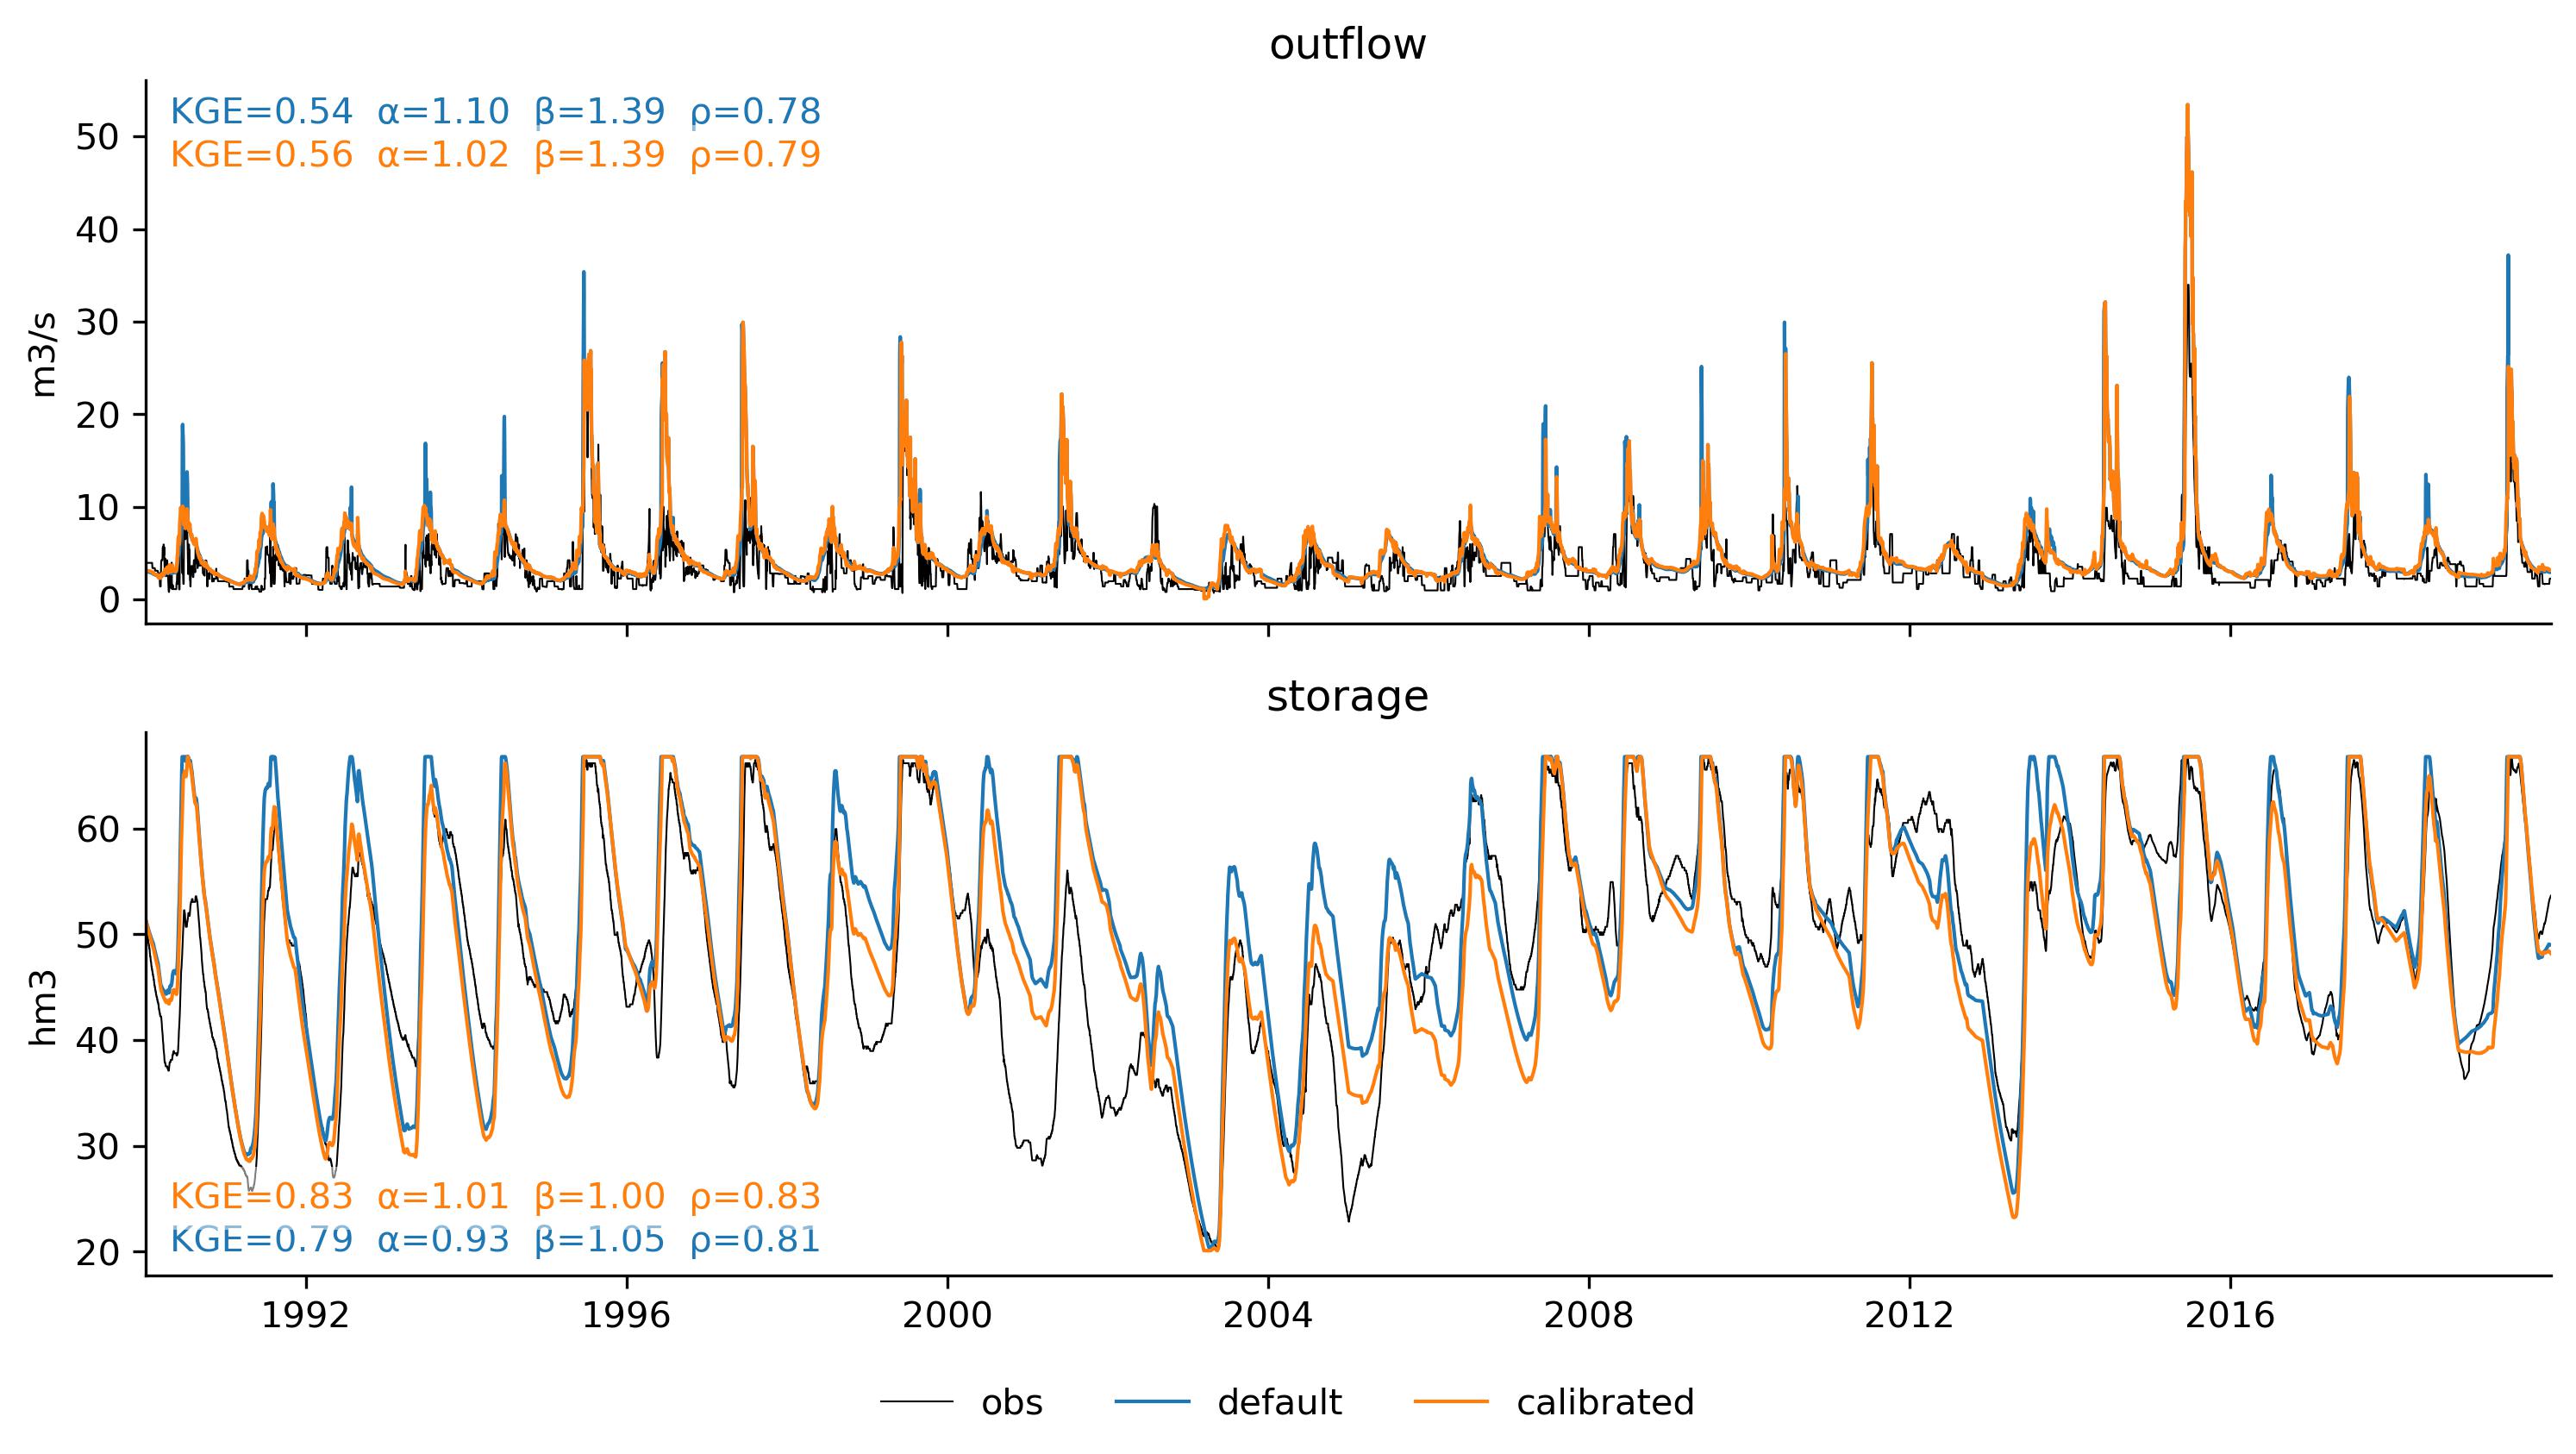 outflow
KGE=0.54 α=1.10 β=1.39 ρ=0.78
KGE=0.56 α=1.02 β=1.39 ρ=0.79
50
40
30
20
10
0
m3/s
storage
60
50
40
30
20
hm3
KGE=0.83 α=1.01 β=1.00 ρ=0.83
KGE=0.79 α=0.93 β=1.05 ρ=0.81
1992 1996 2000 2004 2008 2012 2016
obs default calibrated